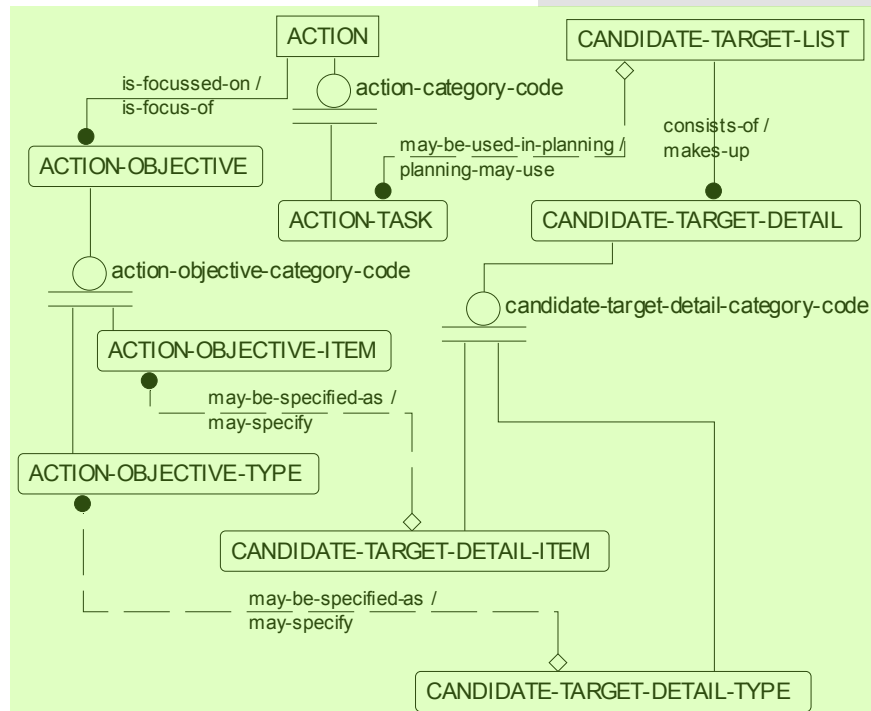 ACTION
CANDIDATE-TARGET-LIST
is-focussed-on /
is-focus-of
action-category-code
may-be-used-in-planning /
planning-may-use
consists-of /
makes-up
ACTION-OBJECTIVE
ACTION-TASK
CANDIDATE-TARGET-DETAIL
action-objective-category-code
candidate-target-detail-category-code
ACTION-OBJECTIVE-ITEM
may-be-specified-as /
may-specify
ACTION-OBJECTIVE-TYPE
CANDIDATE-TARGET-DETAIL-ITEM
may-be-specified-as /
may-specify
CANDIDATE-TARGET-DETAIL-TYPE